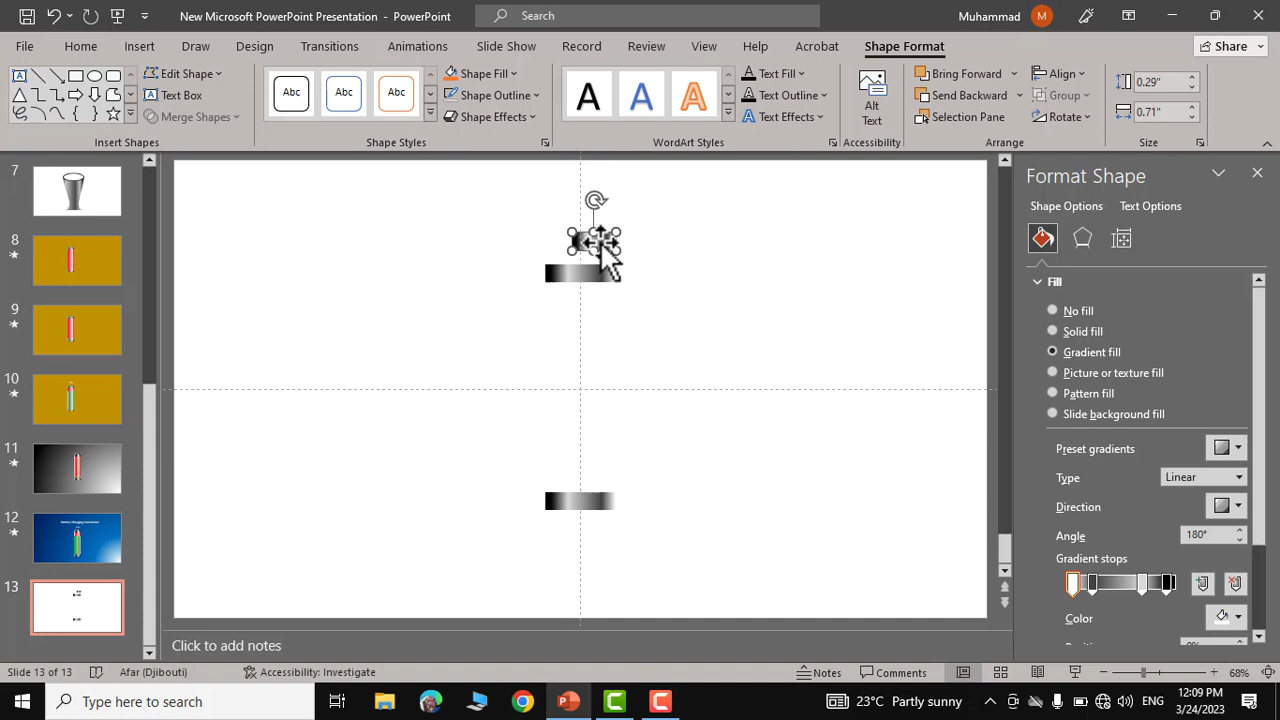 New Microsoft PowerPoint Presentation - PowerPoint
Search
Muhammad
M
File
Home
Insert
Draw
Design
Transitions
Animations
Slide Show
Record
Review
View
Help
Acrobat
Shape Format
Share
Edit Shape
Text Box
Merge Shapes
Insert Shapes
Abc
Abc
Abc
Shape Fill
Shape Outline
Shape Effects
Shape Styles
A
A
A
Text Fill
Text Outline
Text Effects
WordArt Styles
Alt
Text
Accessibility
Bring Forward
Send Backward
Selection Pane
Align
Group
Rotate
Arrange
0.29"
0.71"
Size
7
8
9
10
11
12
13
Format Shape
Shape Options
Text Options
Fill
No fill
Solid fill
Gradient fill
Picture or texture fill
Pattern fill
Slide background fill
Preset gradients
Type
Linear
Direction
Angle
180°
Gradient stops
Color
Click to add notes
Slide 13 of 13
Afar (Djibouti)
Accessibility: Investigate
Notes
Comments
68%
Type here to search
23°C Partly sunny
12:09 PM
3/24/2023